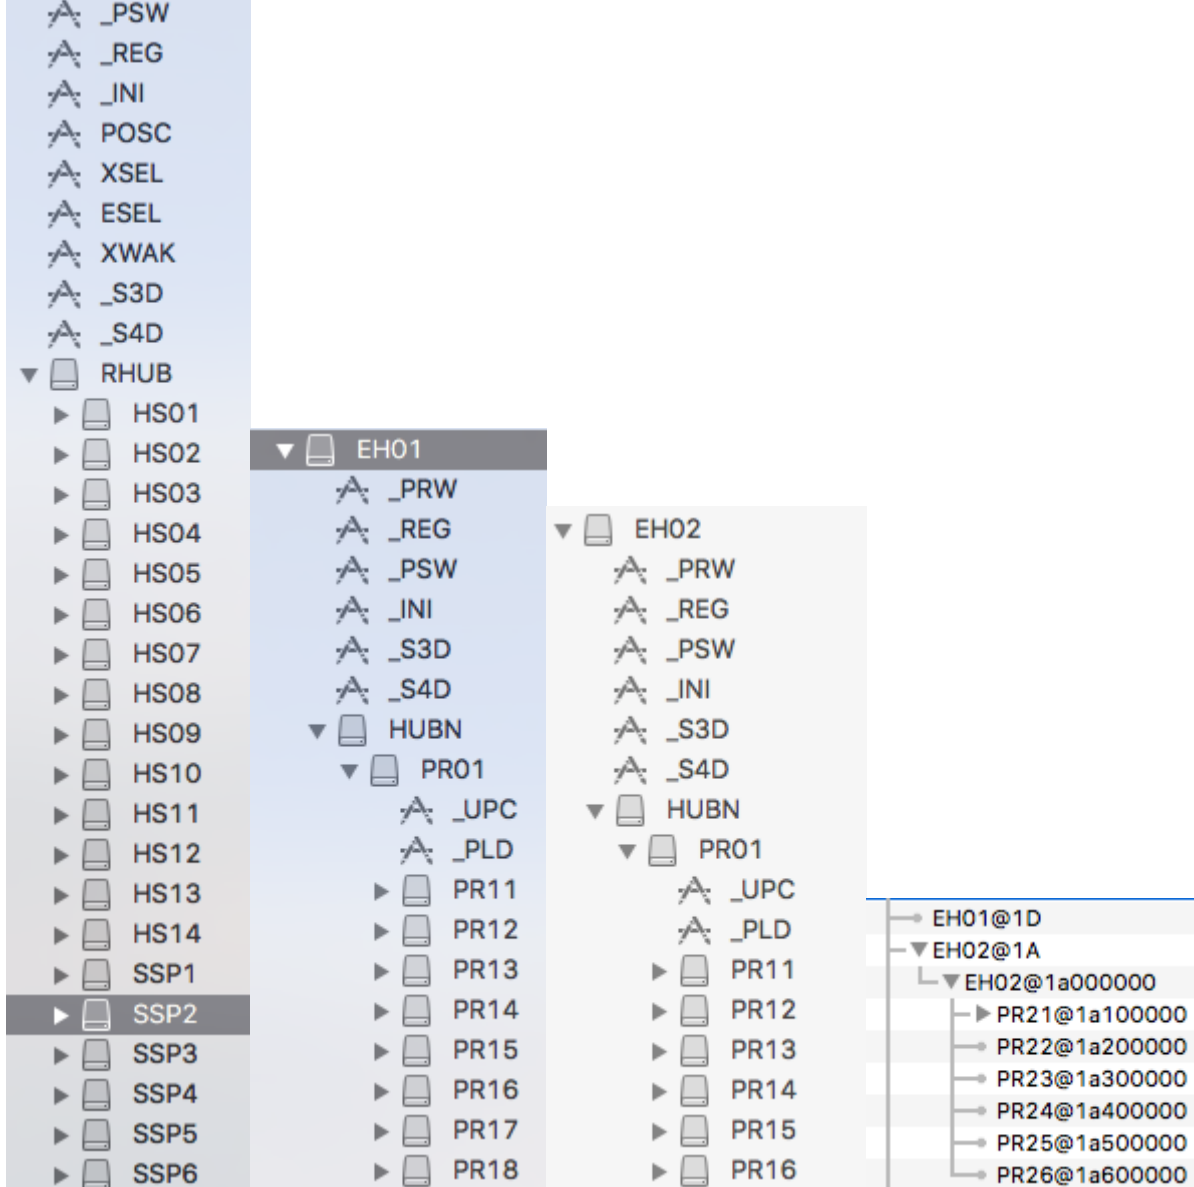 _PSW
_REG
_INI
POSC
XSEL
ESEL
XWAK
_S3D
_S4D
RHUB
HS01
HS02
HS03
HS04
HS05
HS06
HS07
HS08
HS09
HS10
HS11
HS12
HS13
HS14
SSP1
SSP2
SSP3
SSP4
SSP5
SSP6
EH01
_PRW
_REG
_PSW
_INI
_S3D
_S4D
HUBN
PR01
_UPC
_PLD
PR11
PR12
PR13
PR14
PR15
PR16
PR17
PR18
EH02
_PRW
_REG
_PSW
_INI
_S3D
_S4D
HUBN
PR01
_UPC
_PLD
PR11
PR12
PR13
PR14
PR15
PR16
EH01@1D
EH02@1A
EH02@1a000000
PR21@1a100000
PR22@1a200000
PR23@1a300000
PR24@1a400000
PR25@1a500000
PR26@1a600000